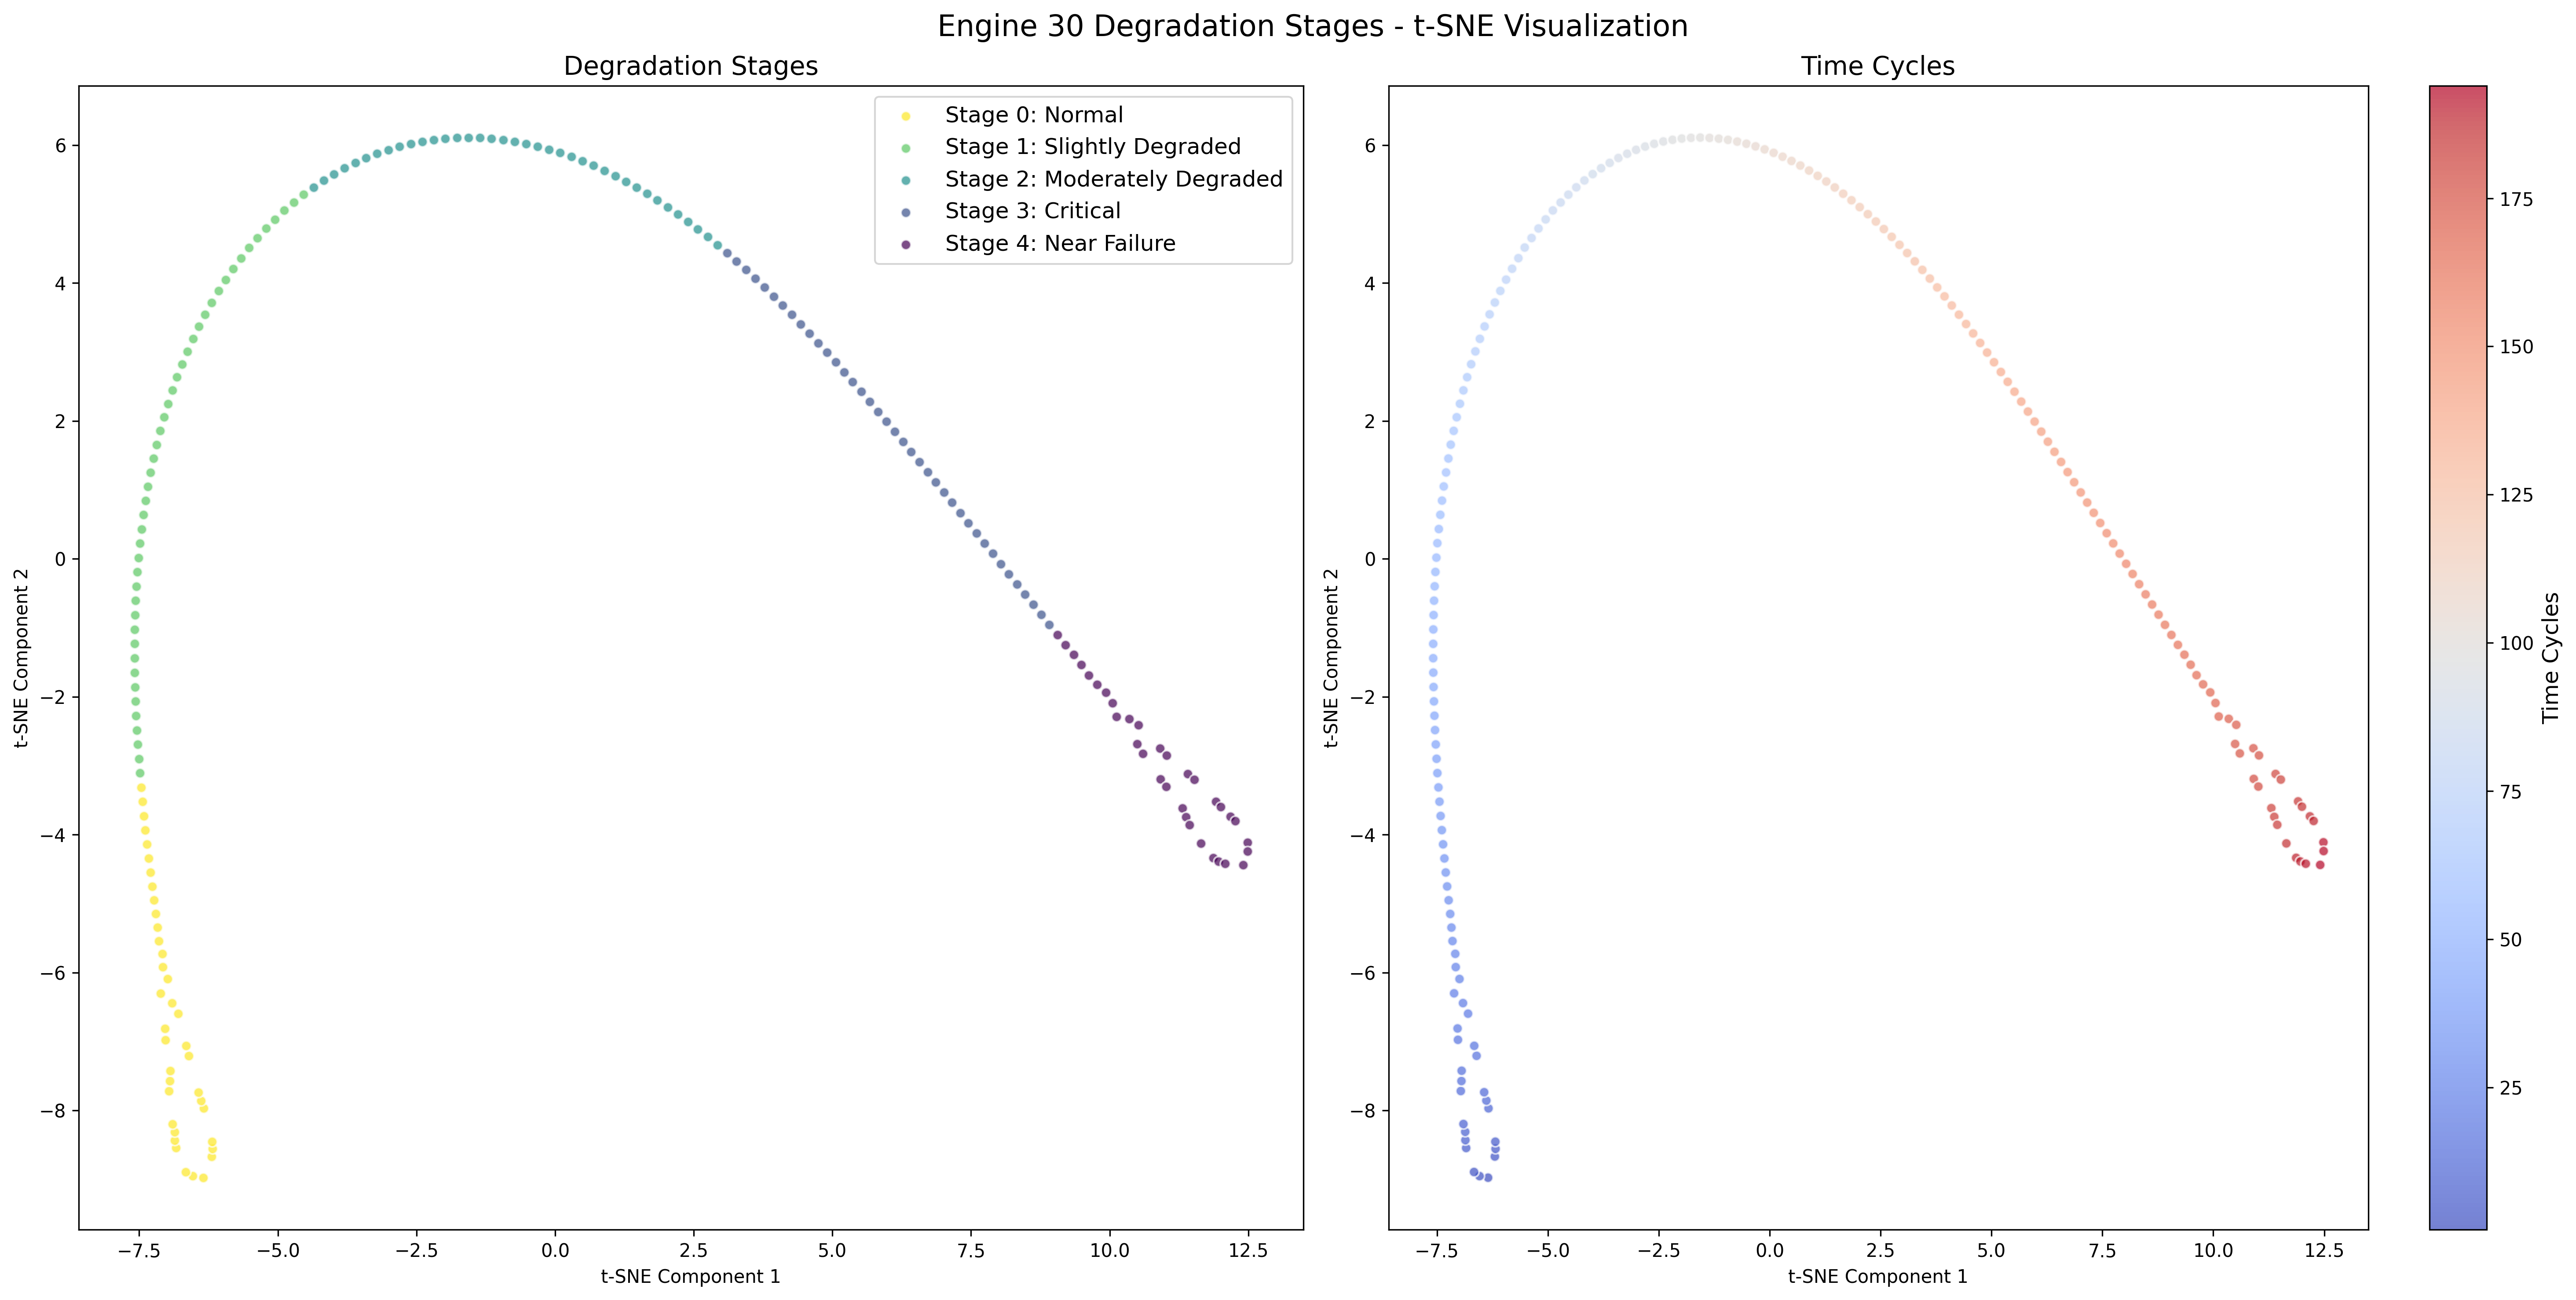 Engine 30 Degradation Stages - t-SNE Visualization
Degradation Stages
Stage 0: Normal
Stage 1: Slightly Degraded
Stage 2: Moderately Degraded
Stage 3: Critical
Stage 4: Near Failure
6
4
2
0
−2
−4
−6
−8
t-SNE Component 2
−7.5 −5.0 −2.5 0.0 2.5 5.0 7.5 10.0 12.5
t-SNE Component 1
Time Cycles
6
4
2
0
−2
−4
−6
−8
t-SNE Component 2
−7.5 −5.0 −2.5 0.0 2.5 5.0 7.5 10.0 12.5
t-SNE Component 1
175
150
125
100
75
50
25
Time Cycles